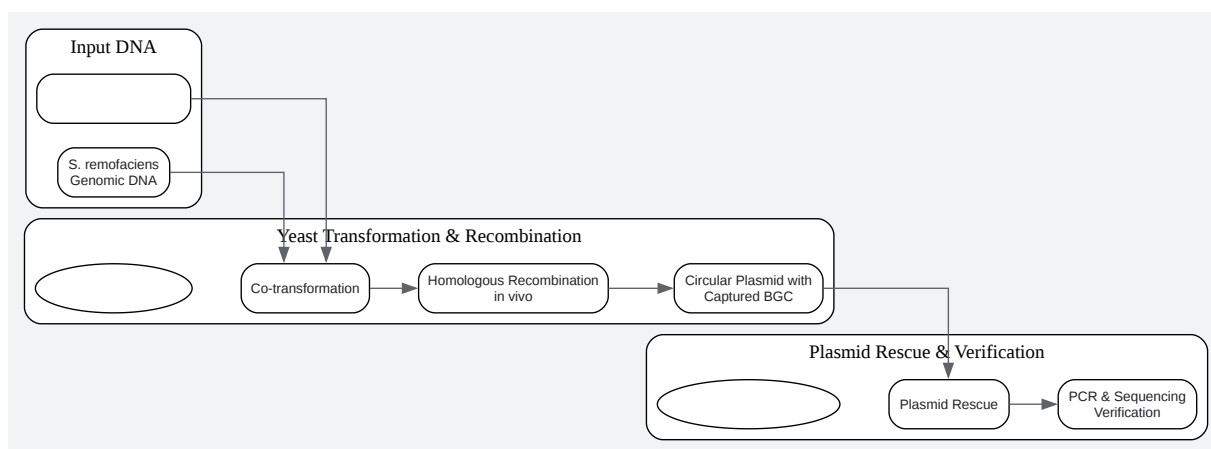 Input DNA
S. remofaciens
Genomic DNA
Yeast Transformation & Recombination
Co-transformation
Homologous Recombination
in vivo
Circular Plasmid with
Captured BGC
Plasmid Rescue & Verification
Plasmid Rescue
PCR & Sequencing
Verification